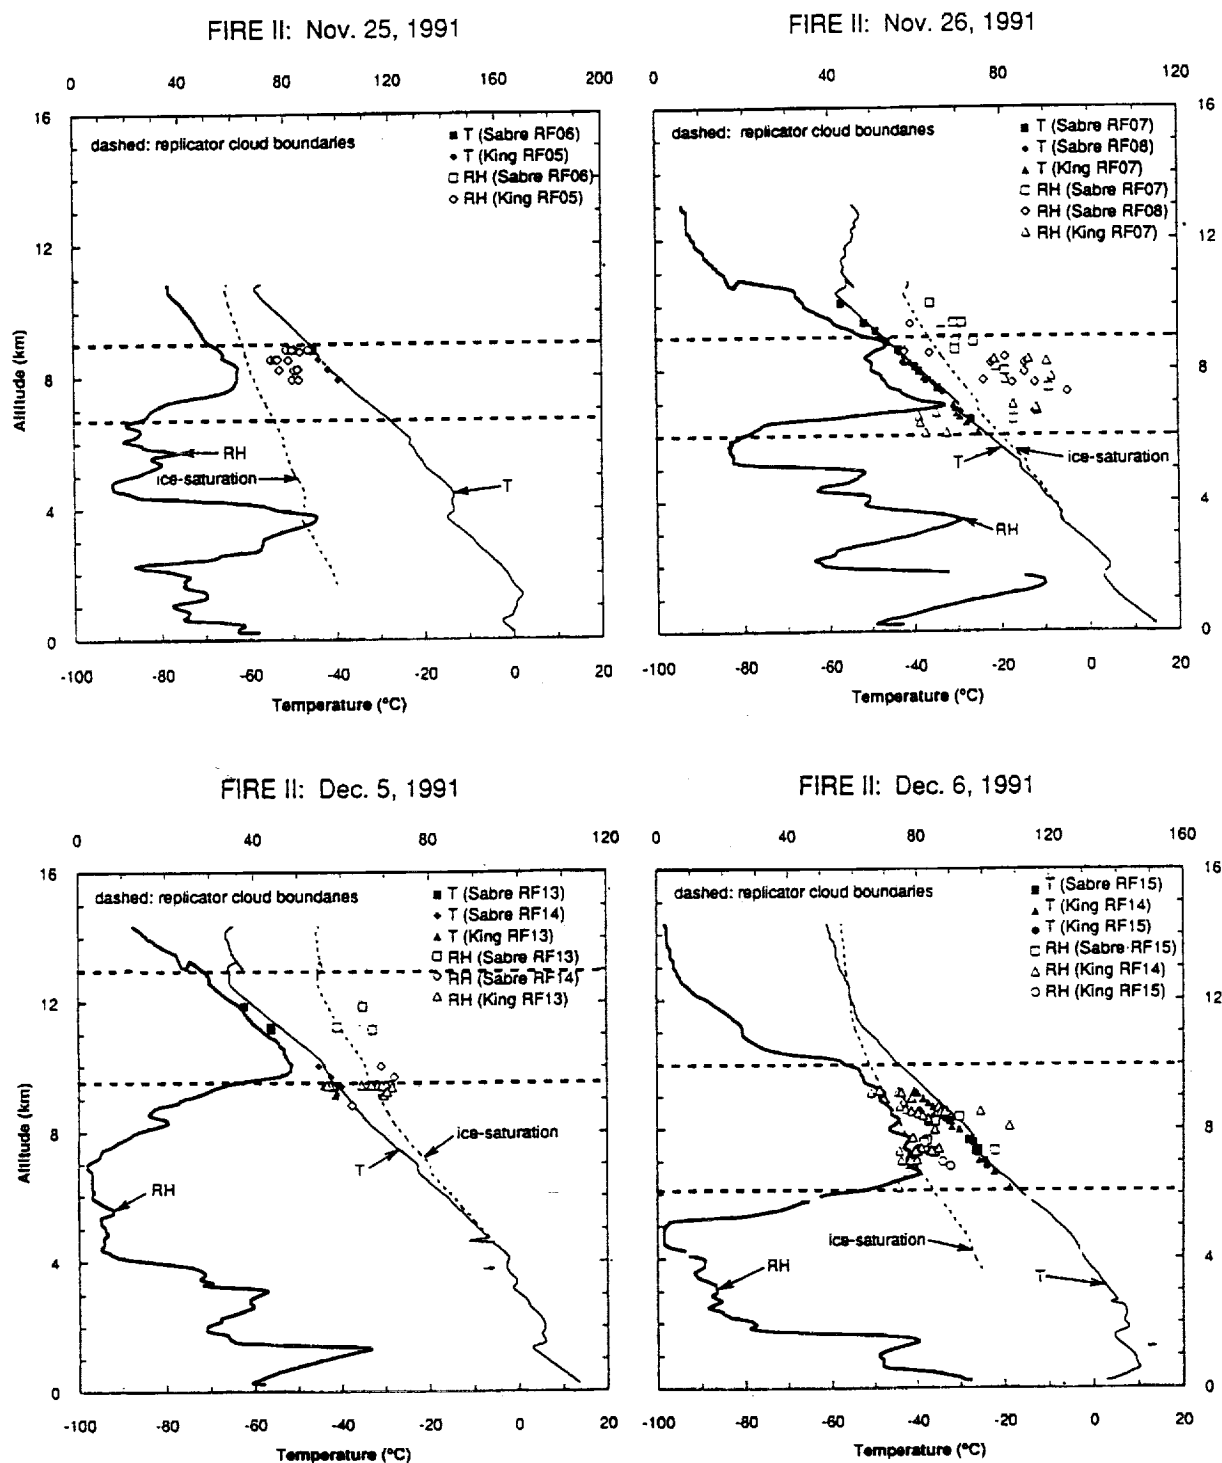 FIRE II: Nov. 25, 1991
0 40 80 120 160 200
16
12
8
4
0
Altitude (km)
dashed: replicator cloud boundaries
T (Sabre RF06)
T (King RF05)
RH (Sabre RF06)
RH (King RF05)
RH
ice-saturation
T
-100 -80 -60 -40 -20 0 20
Temperature (°C)
FIRE II: Nov. 26, 1991
0 40 80 120
dashed: replicator cloud boundaries
T (Sabre RF07)
T (Sabre RF08)
T (King RF07)
RH (Sabre RF07)
RH (Sabre RF08)
RH (King RF07)
16
12
8
4
0
ice-saturation
T
RH
-100 -80 -60 -40 -20 0 20
Temperature (°C)
FIRE II: Dec. 5, 1991
0 40 80 120
16
12
8
4
0
Altitude (km)
dashed: replicator cloud boundaries
T (Sabre RF13)
T (Sabre RF14)
T (King RF13)
RH (Sabre RF13)
RH (Sabre RF14)
RH (King RF13)
ice-saturation
T
RH
-100 -80 -60 -40 -20 0 20
Temperature (°C)
FIRE II: Dec. 6, 1991
0 40 80 120 160
dashed: replicator cloud boundaries
T (Sabre RF15)
T (King RF14)
T (King RF15)
RH (Sabre RF15)
RH (King RF14)
RH (King RF15)
16
12
8
4
0
ice-saturation
RH
T
-100 -80 -60 -40 -20 0 20
Temperature (°C)